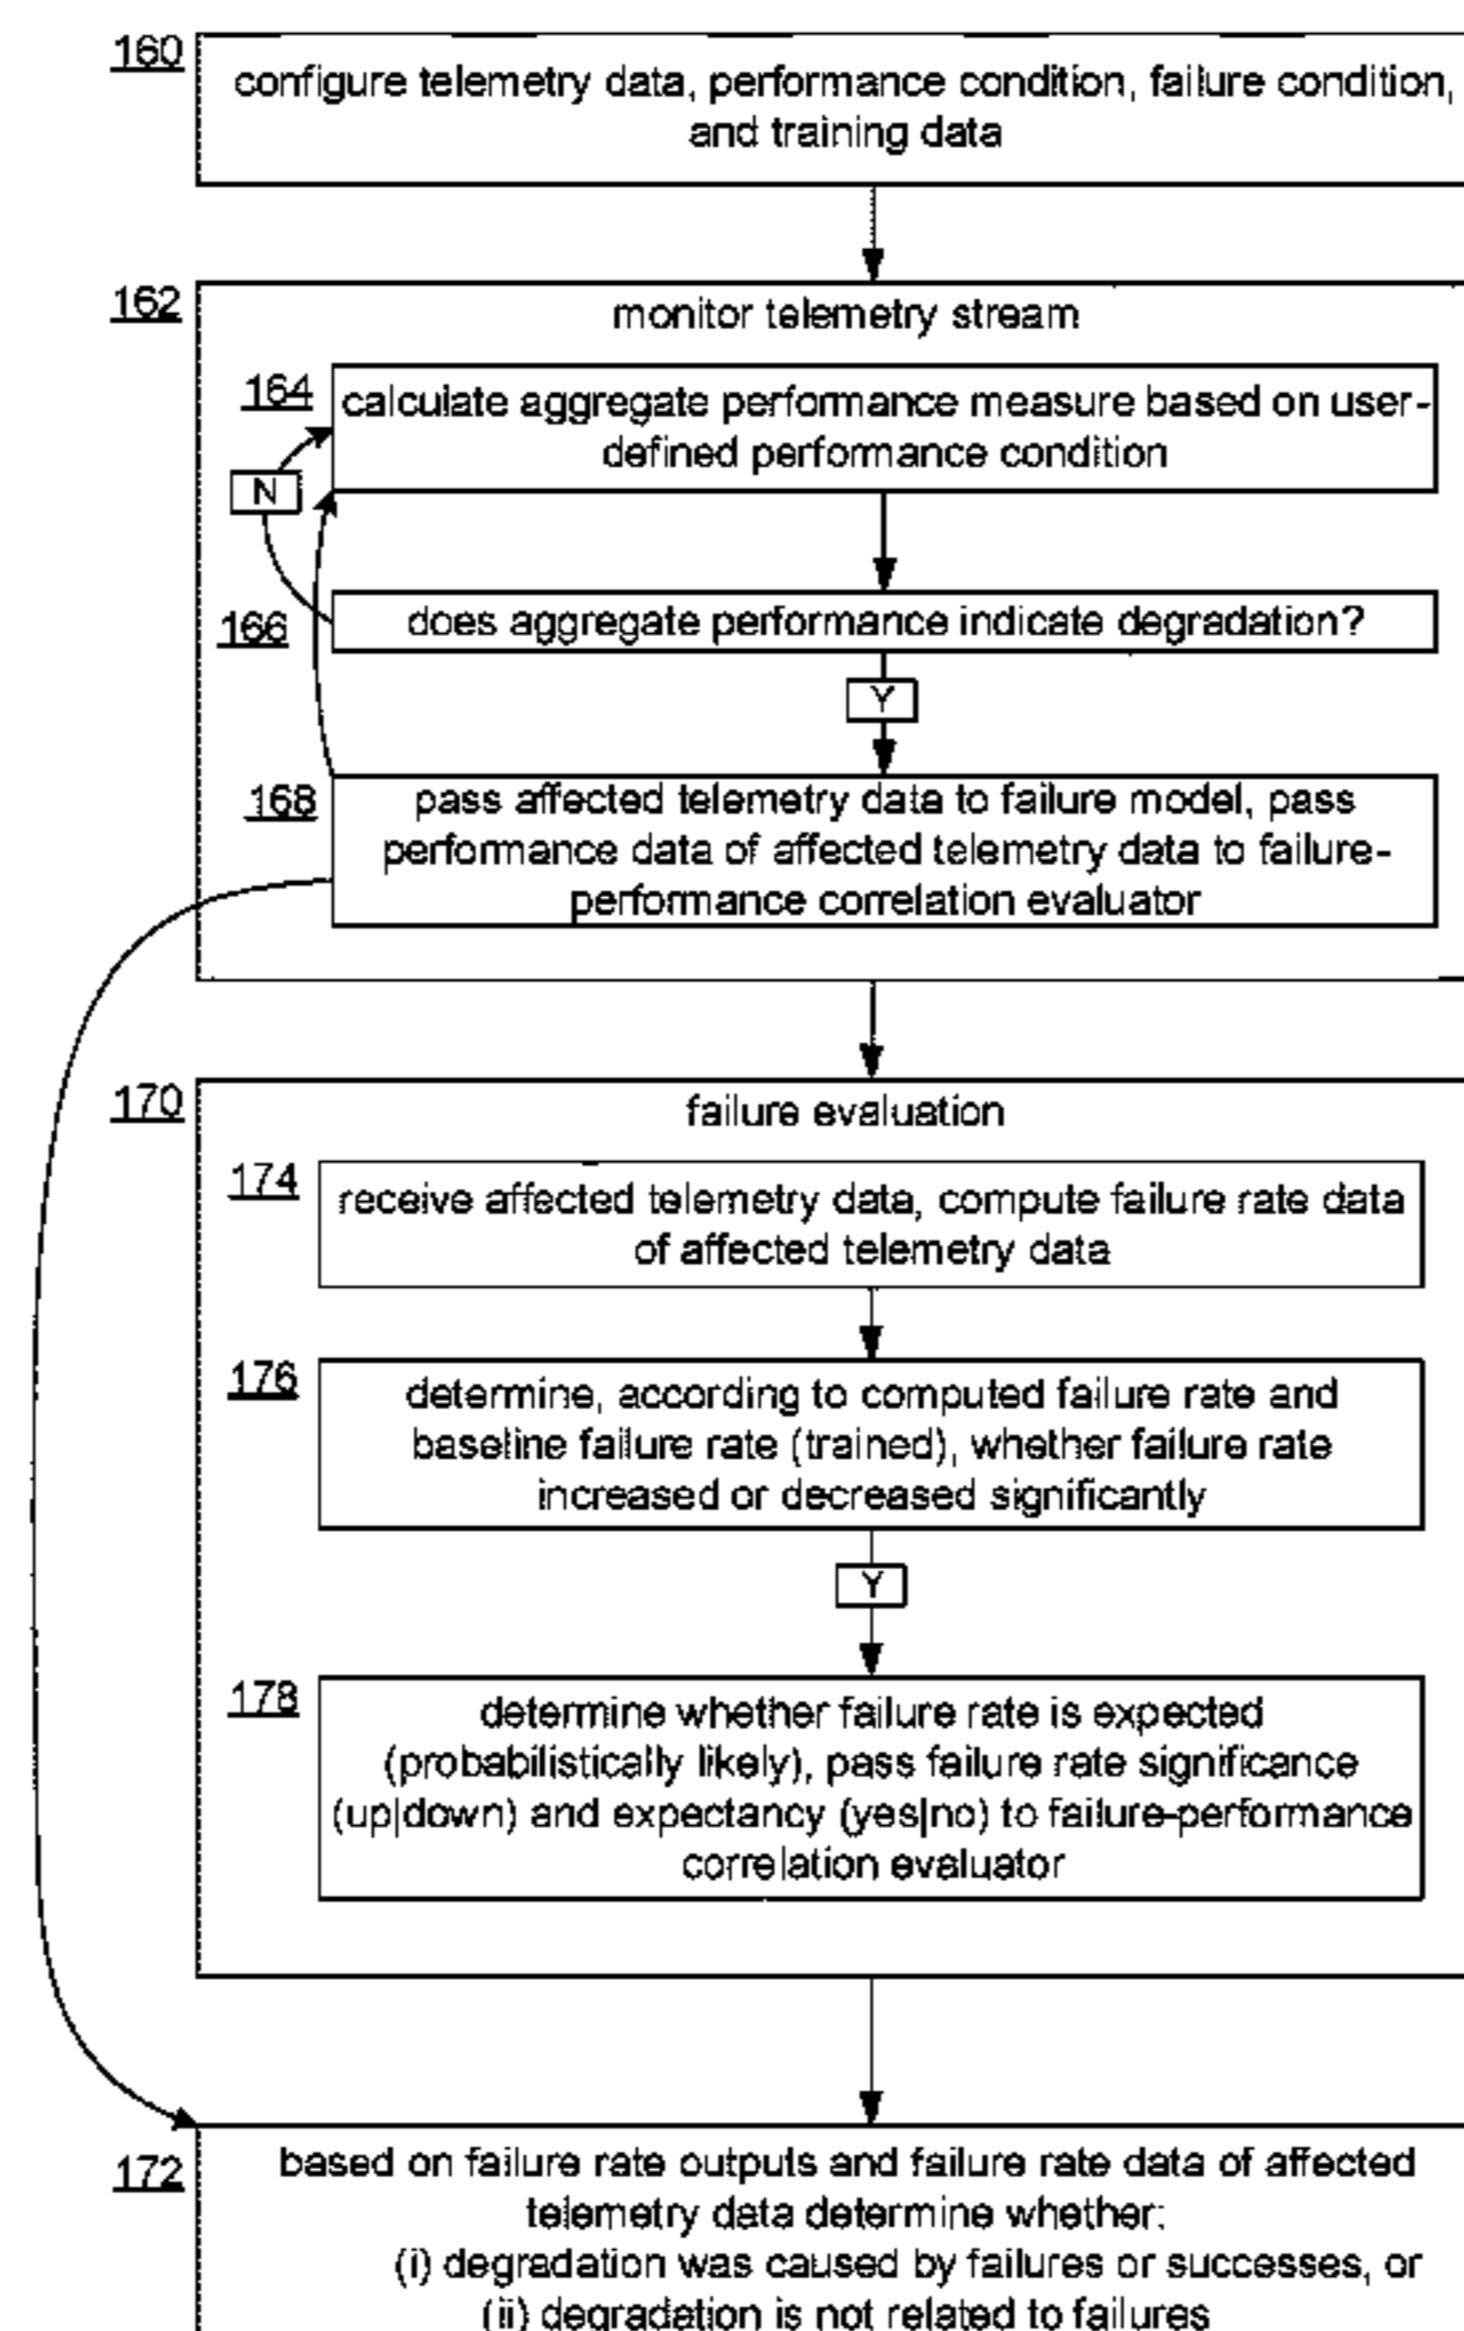 160
configure telemetry data, performance condition, failure condition,
and training data
162
monitor telemetry stream
164
calculate aggregate performance measure based on user-
defined performance condition
N
166
does aggregate performance indicate degradation?
Y
168
pass affected telemetry data to failure model, pass
performance data of affected telemetry data to failure-
performance correlation evaluator
170
failure evaluation
174
receive affected telemetry data, compute failure rate data
of affected telemetry data
176
determine, according to computed failure rate and
baseline failure rate (trained), whether failure rate
increased or decreased significantly
Y
178
determine whether failure rate is expected
(probabilistically likely), pass failure rate significance
(up|down) and expectancy (yes|no) to failure-performance
correlation evaluator
172
based on failure rate outputs and failure rate data of affected
telemetry data determine whether:
(i) degradation was caused by failures or successes, or
(ii) degradation is not related to failures